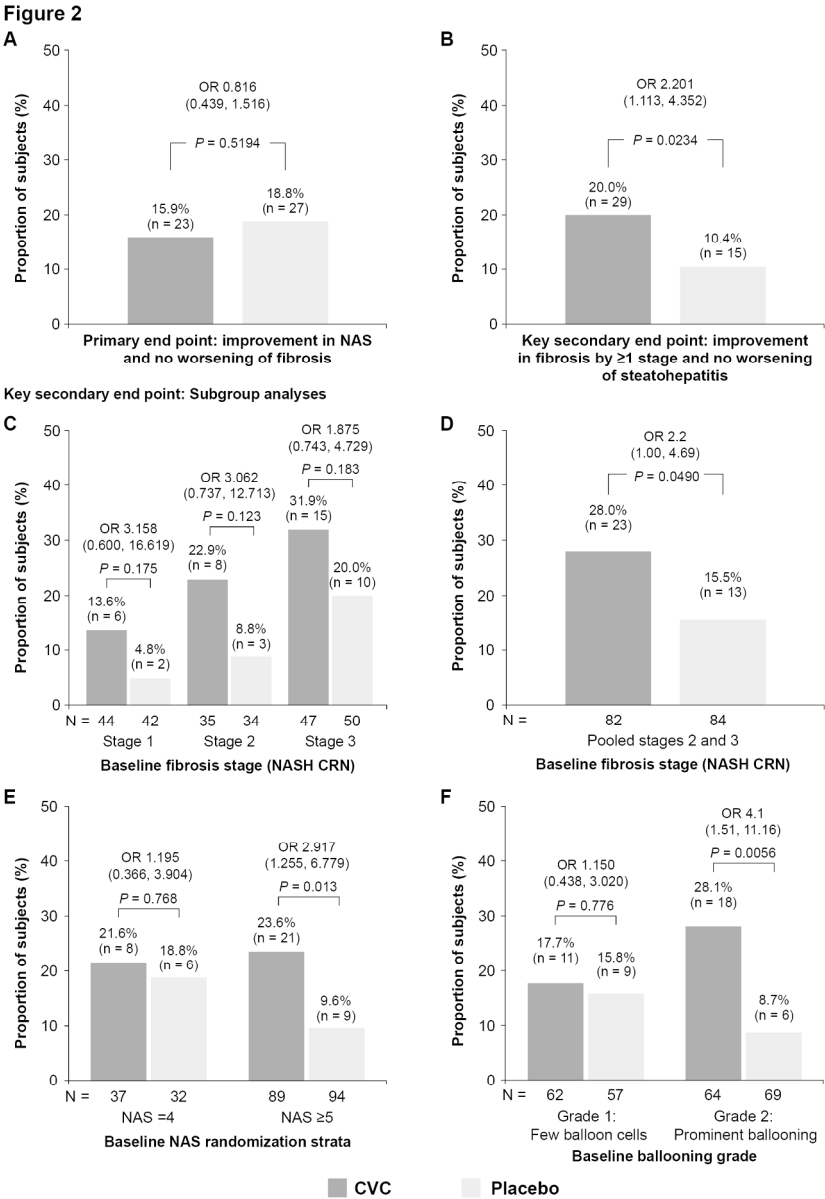 Figure 2
A
Proportion of subjects (%)
50
40
30
20
10
0
OR 0.816
(0.439, 1.516)
P = 0.5194
15.9%
(n = 23)
18.8%
(n = 27)
Primary end point: improvement in NAS
and no worsening of fibrosis
B
Proportion of subjects (%)
50
40
30
20
10
0
OR 2.201
(1.113, 4.352)
P = 0.0234
20.0%
(n = 29)
10.4%
(n = 15)
Key secondary end point: improvement
in fibrosis by ≥1 stage and no worsening
of steatohepatitis
Key secondary end point: Subgroup analyses
C
Proportion of subjects (%)
50
40
30
20
10
0
OR 3.158
(0.600, 16.619)
P = 0.175
13.6%
(n = 6)
4.8%
(n = 2)
OR 3.062
(0.737, 12.713)
P = 0.123
22.9%
(n = 8)
8.8%
(n = 3)
OR 1.875
(0.743, 4.729)
P = 0.183
31.9%
(n = 15)
20.0%
(n = 10)
N = 44 42 35 34 47 50
Stage 1 Stage 2 Stage 3
Baseline fibrosis stage (NASH CRN)
D
Proportion of subjects (%)
50
40
30
20
10
0
OR 2.2
(1.00, 4.69)
P = 0.0490
28.0%
(n = 23)
15.5%
(n = 13)
N = 82 84
Pooled stages 2 and 3
Baseline fibrosis stage (NASH CRN)
E
Proportion of subjects (%)
50
40
30
20
10
0
OR 1.195
(0.366, 3.904)
P = 0.768
21.6%
(n = 8)
18.8%
(n = 6)
OR 2.917
(1.255, 6.779)
P = 0.013
23.6%
(n = 21)
9.6%
(n = 9)
N = 37 32 89 94
NAS =4 NAS ≥5
Baseline NAS randomization strata
F
Proportion of subjects (%)
50
40
30
20
10
0
OR 1.150
(0.438, 3.020)
P = 0.776
17.7%
(n = 11)
15.8%
(n = 9)
OR 4.1
(1.51, 11.16)
P = 0.0056
28.1%
(n = 18)
8.7%
(n = 6)
N = 62 57 64 69
Grade 1: Grade 2:
Few balloon cells Prominent ballooning
Baseline ballooning grade
CVC Placebo